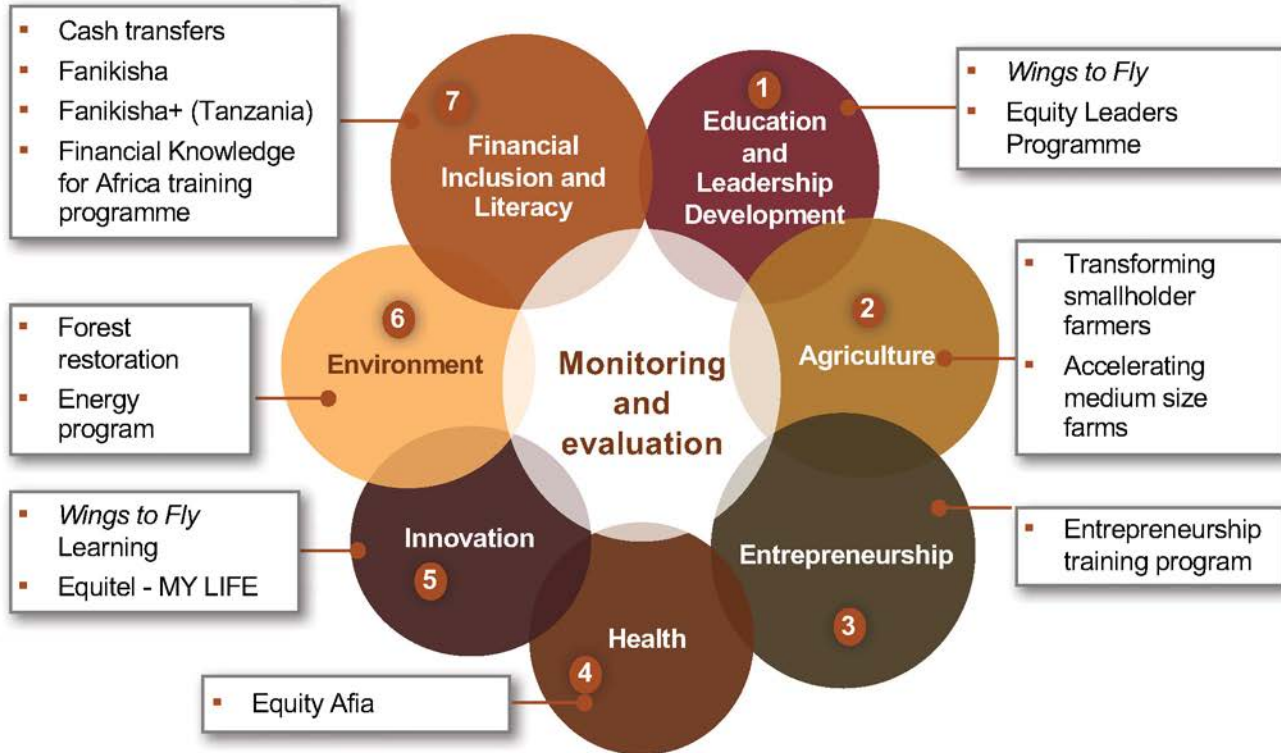 ▪ Cash transfers
▪ Fanikisha
▪ Fanikisha+ (Tanzania)
▪ Financial Knowledge
for Africa training
programme
7
Financial
Inclusion and
Literacy
1
Education
and
Leadership
Development
▪ Wings to Fly
▪ Equity Leaders
Programme
2
Agriculture
▪ Transforming
smallholder
farmers
▪ Accelerating
medium size
farms
Entrepreneurship
3
▪ Entrepreneurship
training program
Health
4
▪ Equity Afia
Innovation
5
▪ Wings to Fly
Learning
▪ Equitel - MY LIFE
6
Environment
▪ Forest
restoration
▪ Energy
program
Monitoring
and
evaluation